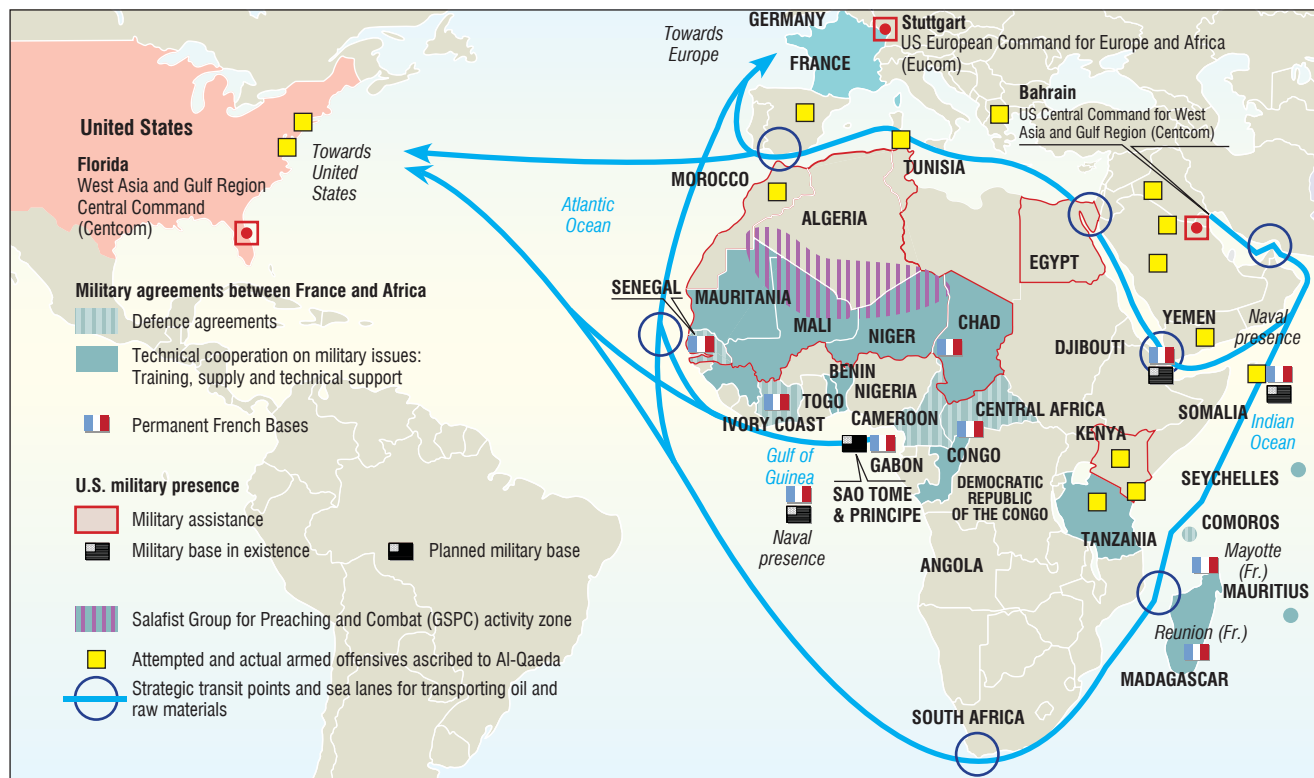 United States
Florida
West Asia and Gulf Region
Central Command
(Centcom)
Towards
United
States
Atlantic
Ocean
Towards
Europe
GERMANY
FRANCE
Stuttgart
US European Command for Europe and Africa
(Eucom)
Bahrain
US Central Command for West
Asia and Gulf Region (Centcom)
MOROCCO
ALGERIA
TUNISIA
EGYPT
SENEGAL
MAURITANIA
MALI
NIGER
CHAD
YEMEN
DJIBOUTI
Naval
presence
SOMALIA
Indian
Ocean
BENIN
NIGERIA
TOGO
IVORY COAST
CAMEROON
CENTRAL AFRICA
KENYA
Gulf of
Guinea
Naval
presence
GABON
SAO TOME
& PRINCIPE
CONGO
DEMOCRATIC
REPUBLIC
OF THE CONGO
TANZANIA
SEYCHELLES
COMOROS
Mayotte
(Fr.)
MAURITIUS
Reunion (Fr.)
MADAGASCAR
ANGOLA
SOUTH AFRICA
Military agreements between France and Africa
Defence agreements
Technical cooperation on military issues:
Training, supply and technical support
Permanent French Bases
U.S. military presence
Military assistance
Military base in existence
Planned military base
Salafist Group for Preaching and Combat (GSPC) activity zone
Attempted and actual armed offensives ascribed to Al-Qaeda
Strategic transit points and sea lanes for transporting oil and
raw materials